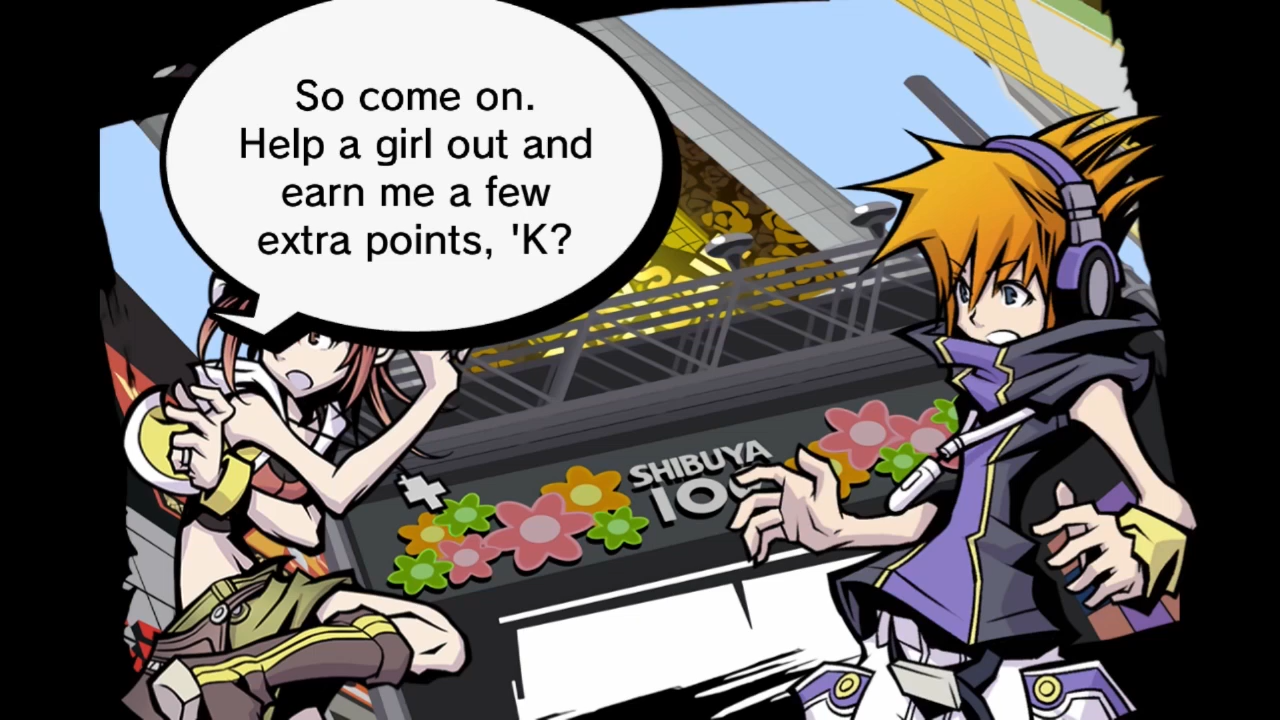 So come on.
Help a girl out and
earn me a few
extra points, 'K?
SHIBUYA